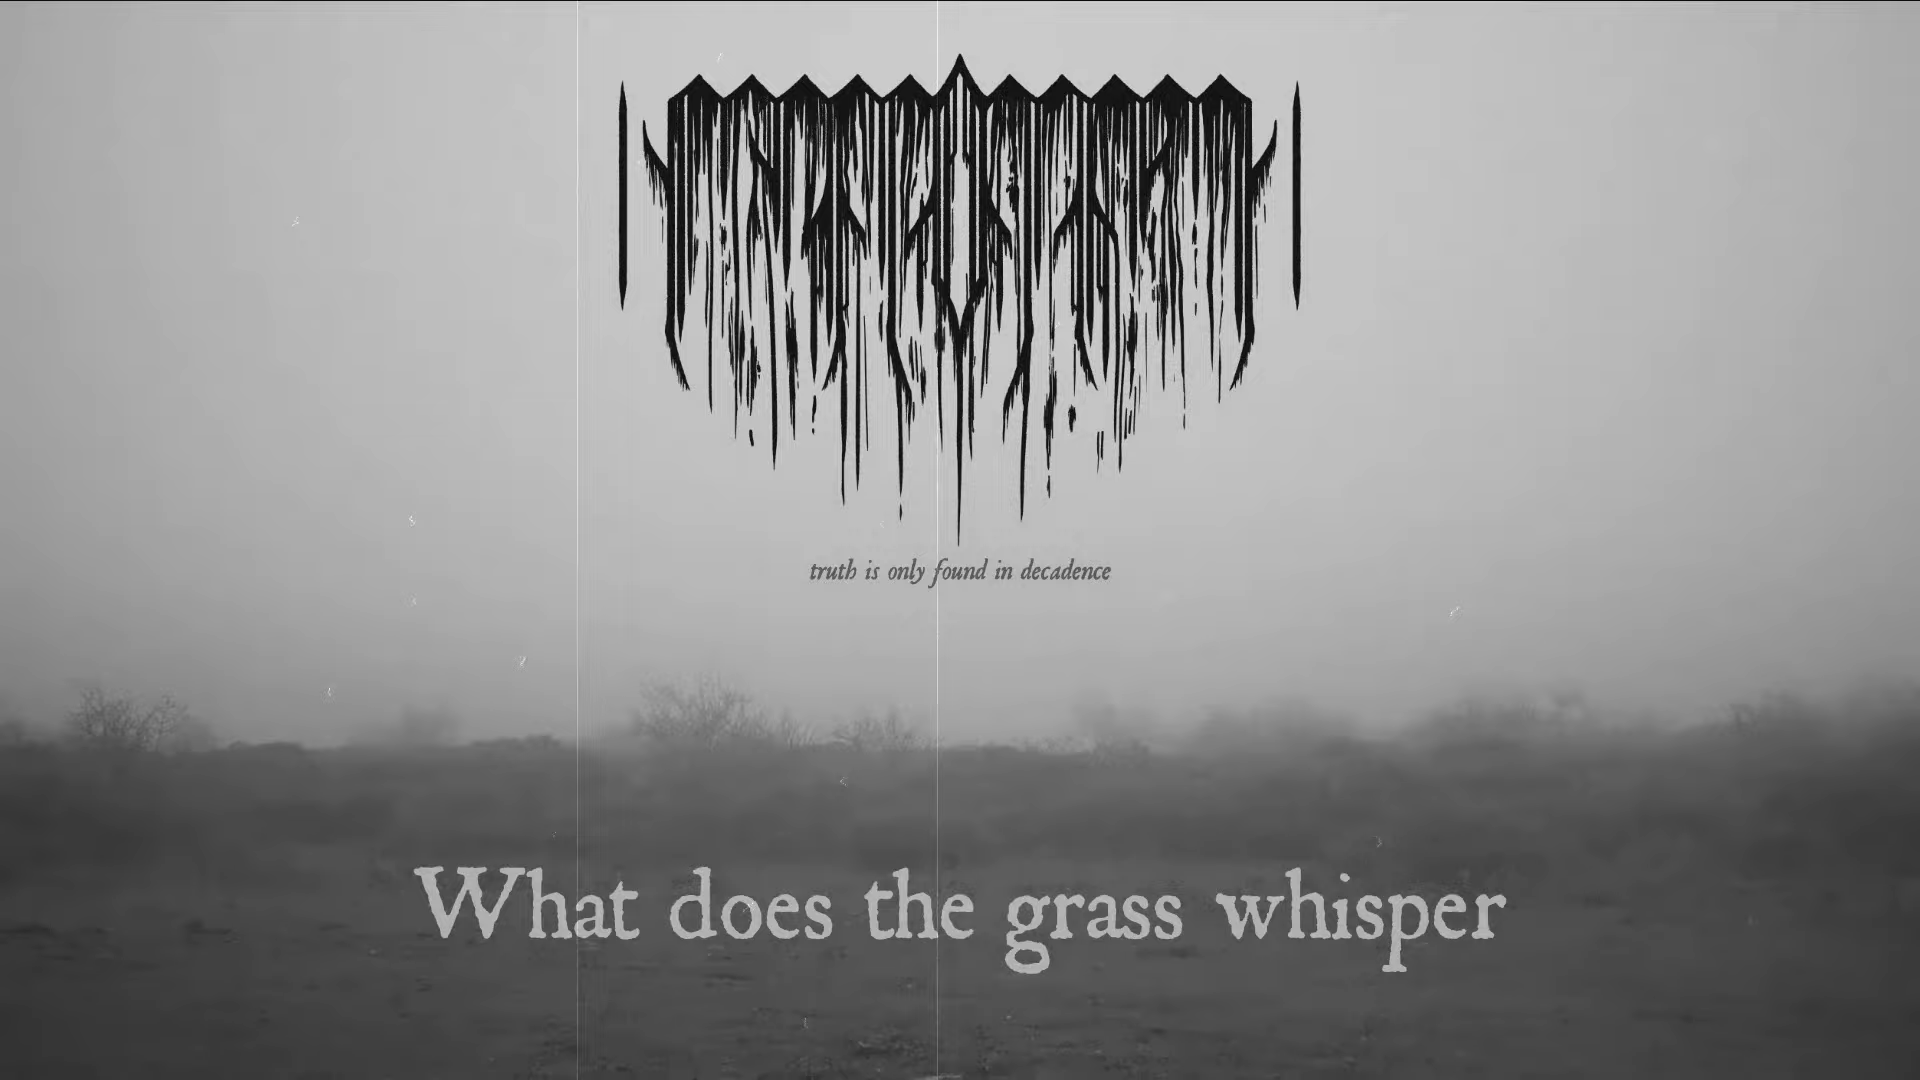 truth is only found in decadence
What does the grass whisper